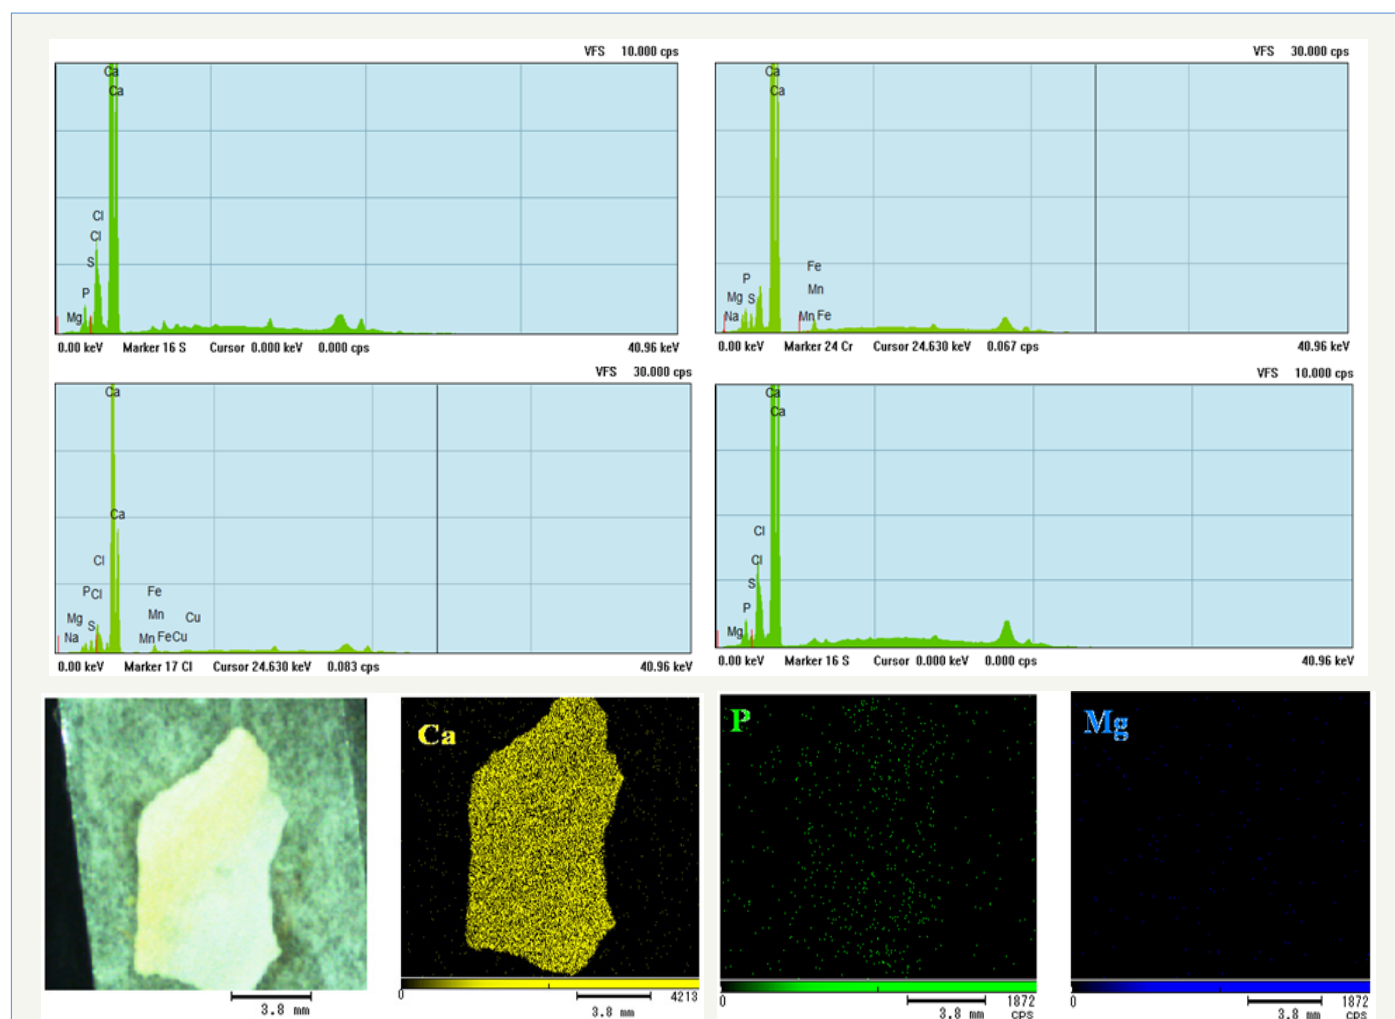 VFS 10.000 cps
Ca
Ca
Cl
Cl
S
P
Mg
0.00 keV Marker 16 S Cursor 0.000 keV 0.000 cps 40.96 keV
VFS 30.000 cps
Ca
Ca
Fe
P
Mn
Mg S
Na Mn Fe
0.00 keV Marker 24 Cr Cursor 24.630 keV 0.067 cps 40.96 keV
VFS 30.000 cps
Ca
Ca
Cl
P Cl Fe
Mg Mn Cu
S
Na Mn Fe Cu
0.00 keV Marker 17 Cl Cursor 24.630 keV 0.083 cps 40.96 keV
VFS 10.000 cps
Ca
Ca
Cl
Cl
S
P
Mg
0.00 keV Marker 16 S Cursor 0.000 keV 0.000 cps 40.96 keV
3.8 mm
Ca
0 4213
3.8 mm
P
0 1872
3.8 mm CPS
Mg
0 1872
3.8 mm CPS